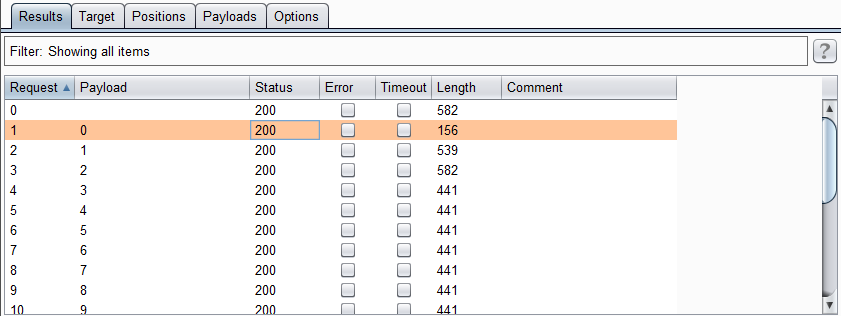 Results Target Positions Payloads Options
Filter: Showing all items ?
Request Payload Status Error Timeout Length Comment
0 200 582
1 0 200 156
2 1 200 539
3 2 200 582
4 3 200 441
5 4 200 441
6 5 200 441
7 6 200 441
8 7 200 441
9 8 200 441
10 9 200 441